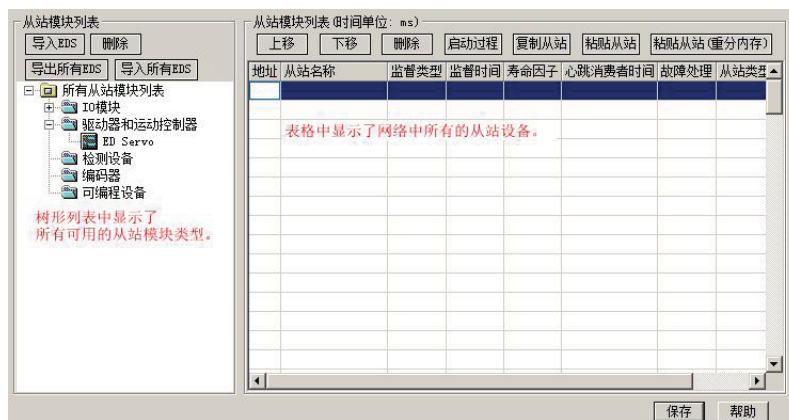 从站模块列表
导入EDS 删除
导出所有EDS 导入所有EDS
所有从站模块列表
IO模块
驱动器和运动控制器
ED Servo
检测设备
编码器
可编程设备
树形列表中显示了
所有可用的从站模块类型。
从站模块列表(时间单位: ms)
上移 下移 删除 启动过程 复制从站 粘贴从站 粘贴从站(重分内存)
地址 从站名称 监督类型 监督时间 寿命因子 心跳消费者时间 故障处理 从站类型
表格中显示了网络中所有的从站设备。
保存 帮助